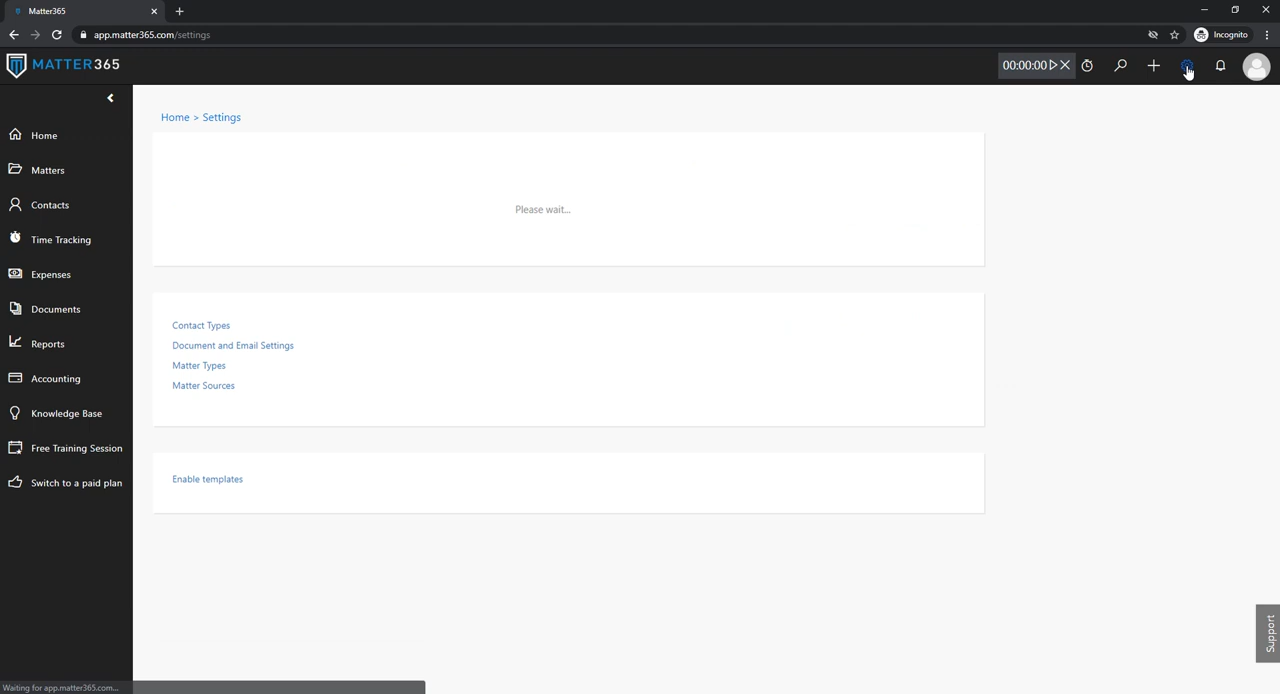 Matter365
app.matter365.com/settings
Incognito
MATTER365
00:00:00
Home
Matters
Contacts
Time Tracking
Expenses
Documents
Reports
Accounting
Knowledge Base
Free Training Session
Switch to a paid plan
Home > Settings
Please wait...
Contact Types
Document and Email Settings
Matter Types
Matter Sources
Enable templates
Support
Waiting for app.matter365.com...